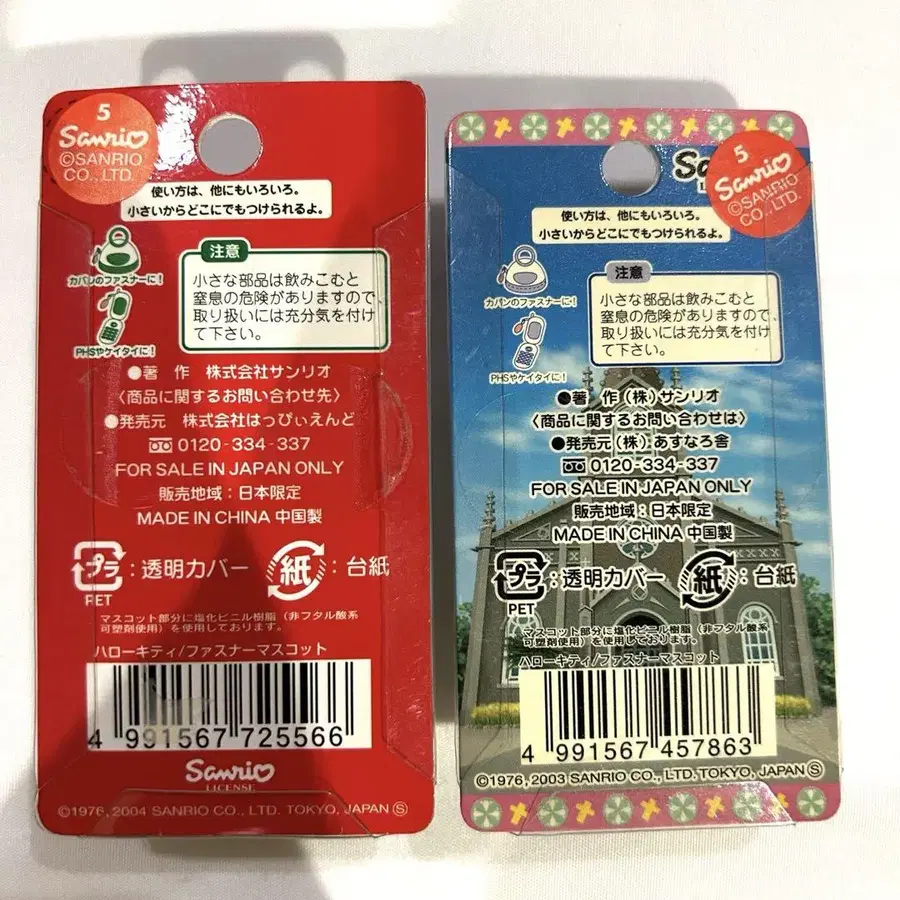 5
Sanrio
©SANRIO
CO., LTD.
使い方は、他にもいろいろ。
小さいからどこにでもつけられるよ。
カバンのファスナーに!
PHSやケイタイに!
注意
小さな部品は飲みこむと
窒息の危険がありますので、
取り扱いには充分気を付け
て下さい。
●著 作 株式会社サンリオ
〈商品に関するお問い合わせ先〉
●発売元 株式会社はっぴぃえんど
0120-334-337
FOR SALE IN JAPAN ONLY
販売地域:日本限定
MADE IN CHINA 中国製
プラ:透明カバー 紙:台紙
PET
マスコット部分に塩化ビニル樹脂(非フタル酸系
可塑剤使用)を使用しております。
ハローキティ/ファスナーマスコット
4 991567 725566
Sanrio
LICENSE
©1976, 2004 SANRIO CO., LTD. TOKYO, JAPAN Ⓢ
5
Sanrio
©SANRIO
CO., LTD.
使い方は、他にもいろいろ。
小さいからどこにでもつけられるよ。
カバンのファスナーに!
PHSやケイタイに!
注意
小さな部品は飲みこむと
窒息の危険がありますので、
取り扱いには充分気を付け
て下さい。
●著 作(株)サンリオ
〈商品に関するお問い合わせは〉
●発売元(株)あすなろ舎
0120-334-337
FOR SALE IN JAPAN ONLY
販売地域:日本限定
MADE IN CHINA 中国製
プラ:透明カバー 紙:台紙
PET
マスコット部分に塩化ビニル樹脂(非フタル酸系
可塑剤使用)を使用しております。
ハローキティ/ファスナーマスコット
4 991567 457863
©1976, 2003 SANRIO CO., LTD. TOKYO, JAPAN Ⓢ